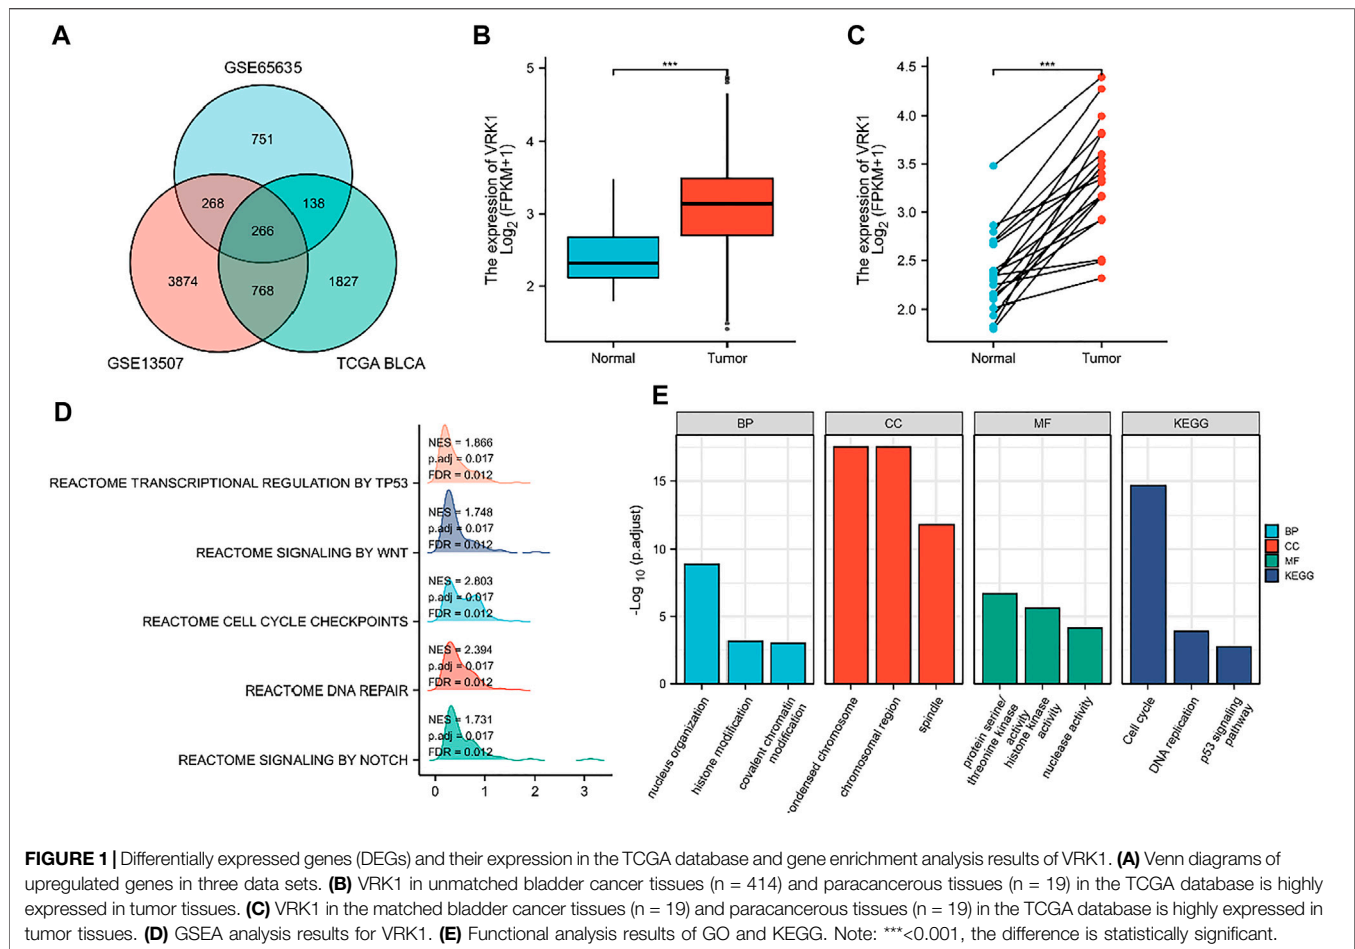 A
GSE65635
751
268
138
266
3874
768
1827
GSE13507
TCGA BLCA
B
The expression of VRK1
Log2 (FPKM+1)
5
4
3
2
***
Normal
Tumor
C
The expression of VRK1
Log2 (FPKM+1)
4.5
4.0
3.5
3.0
2.5
2.0
***
Normal
Tumor
D
NES = 1.866
p.adj = 0.017
FDR = 0.012
REACTOME TRANSCRIPTIONAL REGULATION BY TP53
NES = 1.748
p.adj = 0.017
FDR = 0.012
REACTOME SIGNALING BY WNT
NES = 2.803
p.adj = 0.017
FDR = 0.012
REACTOME CELL CYCLE CHECKPOINTS
NES = 2.394
p.adj = 0.017
FDR = 0.012
REACTOME DNA REPAIR
NES = 1.731
p.adj = 0.017
FDR = 0.012
REACTOME SIGNALING BY NOTCH
0 1 2 3
E
BP
CC
MF
KEGG
-Log 10 (p.adjust)
15
10
5
0
nucleus organization
histone modification
covalent chromatin
modification
condensed chromosome
chromosomal region
spindle
protein serine/
threonine kinase
activity
histone kinase
activity
nuclease activity
Cell cycle
DNA replication
p53 signaling
pathway
BP
CC
MF
KEGG
FIGURE 1 | Differentially expressed genes (DEGs) and their expression in the TCGA database and gene enrichment analysis results of VRK1. (A) Venn diagrams of
upregulated genes in three data sets. (B) VRK1 in unmatched bladder cancer tissues (n = 414) and paracancerous tissues (n = 19) in the TCGA database is highly
expressed in tumor tissues. (C) VRK1 in the matched bladder cancer tissues (n = 19) and paracancerous tissues (n = 19) in the TCGA database is highly expressed in
tumor tissues. (D) GSEA analysis results for VRK1. (E) Functional analysis results of GO and KEGG. Note: ***<0.001, the difference is statistically significant.